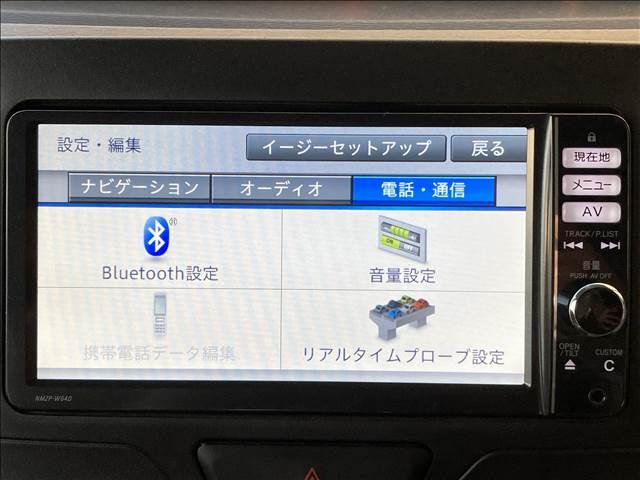 設定・編集
イージーセットアップ
戻る
ナビゲーション
オーディオ
電話・通信
Bluetooth設定
音量設定
ON
OFF
携帯電話データ編集
リアルタイムプローブ設定
現在地
メニュー
AV
TRACK/P.LIST
音量
PUSH AV OFF
OPEN
/TILT
CUSTOM
C
NMZP-W64D